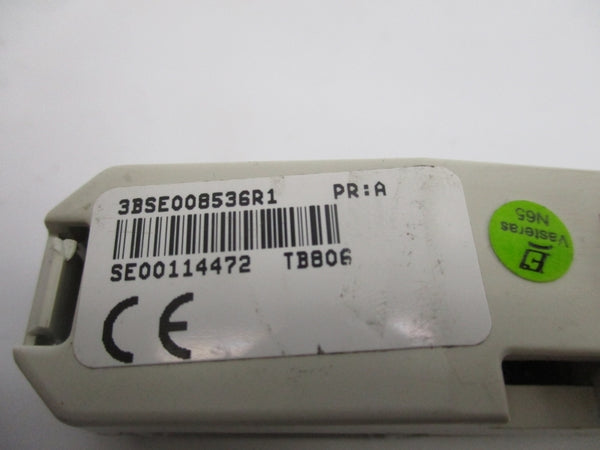 3BSE008536R1 PR:A
SE00114472 TB806
CE
Västerås
N65